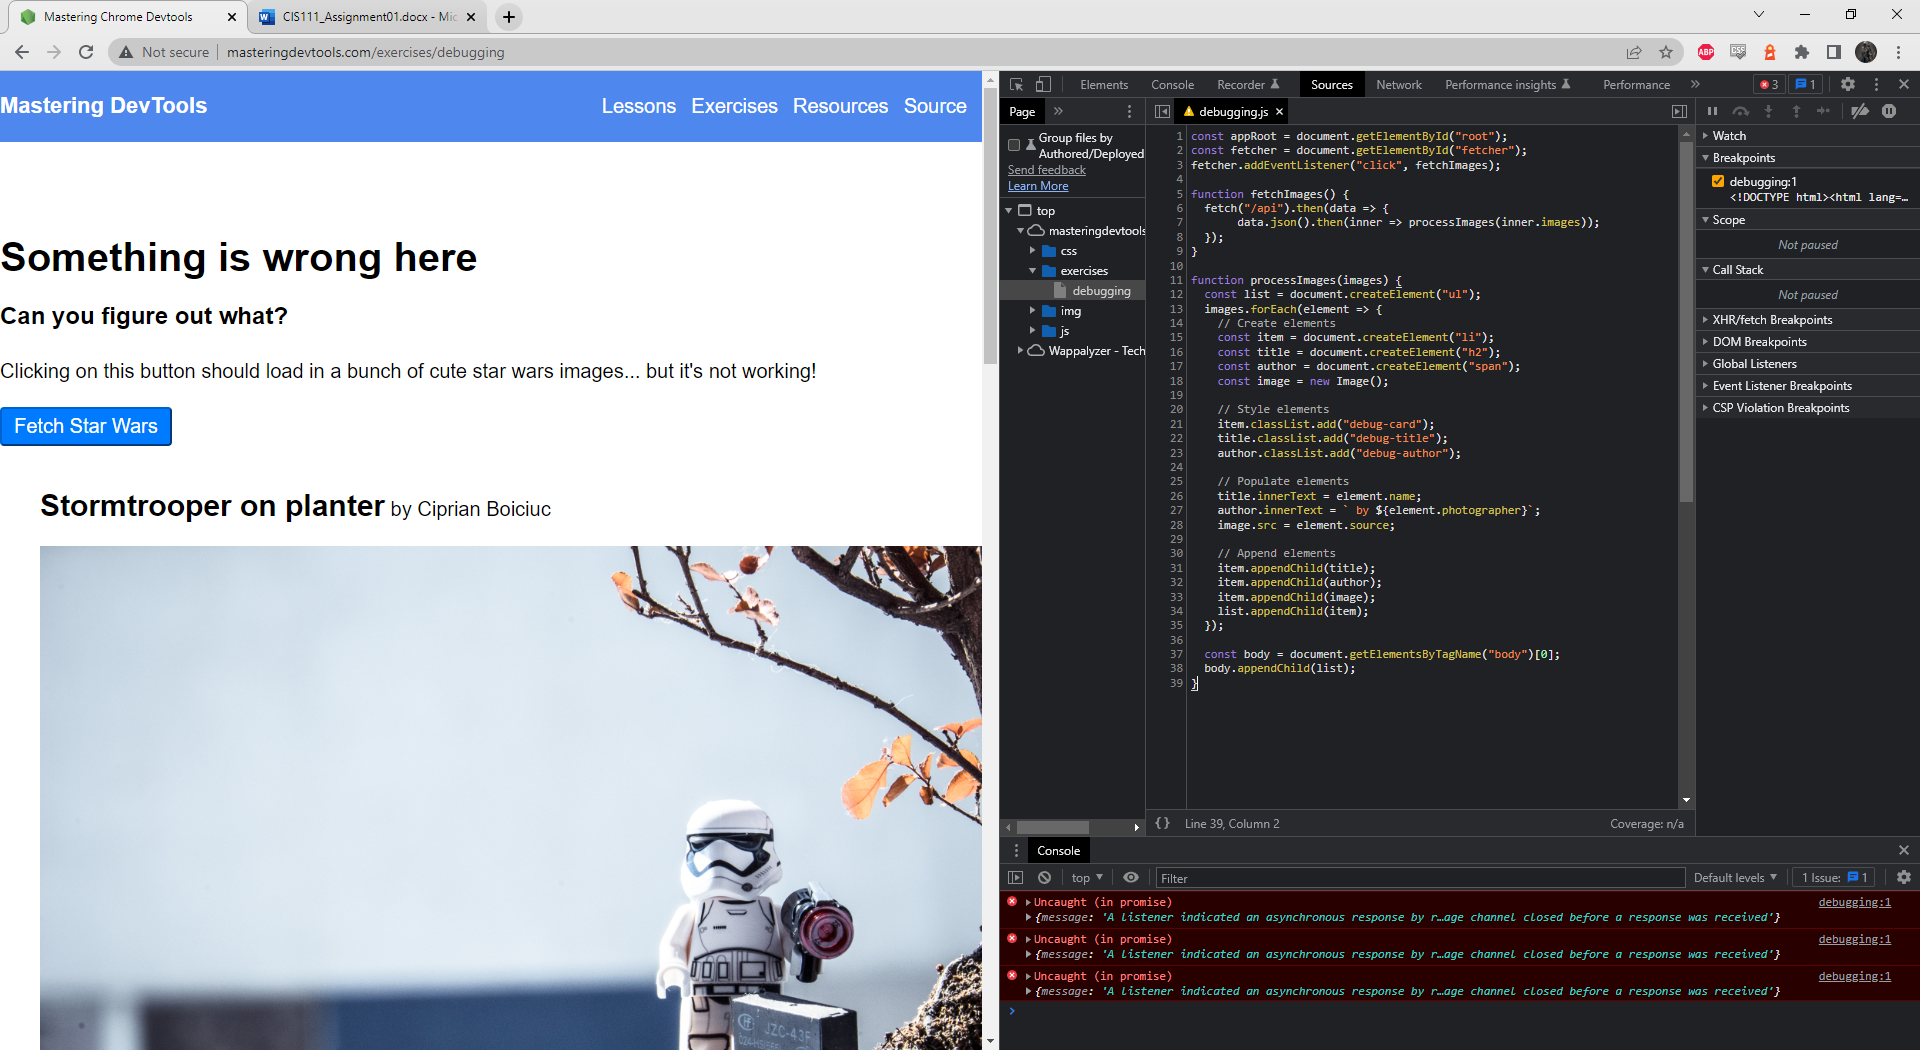 Mastering Chrome Devtools
CIS111_Assignment01.docx - Mic
Not secure
masteringdevtools.com/exercises/debugging
ABP
Mastering DevTools
Lessons Exercises Resources Source
Something is wrong here
Can you figure out what?
Clicking on this button should load in a bunch of cute star wars images... but it's not working!
Fetch Star Wars
Stormtrooper on planter by Ciprian Boiciuc
JZC-43F
Elements Console Recorder Sources Network Performance insights Performance
3
1
Page
Group files by
Authored/Deployed
Send feedback
Learn More
top
masteringdevtools
css
exercises
debugging
img
js
Wappalyzer - Tech
debugging.js
1 const appRoot = document.getElementById("root");
2 const fetcher = document.getElementById("fetcher");
3 fetcher.addEventListener("click", fetchImages);
4
5 function fetchImages() {
6 fetch("/api").then(data => {
7 data.json().then(inner => processImages(inner.images));
8 });
9 }
10
11 function processImages(images) {
12 const list = document.createElement("ul");
13 images.forEach(element => {
14 // Create elements
15 const item = document.createElement("li");
16 const title = document.createElement("h2");
17 const author = document.createElement("span");
18 const image = new Image();
19
20 // Style elements
21 item.classList.add("debug-card");
22 title.classList.add("debug-title");
23 author.classList.add("debug-author");
24
25 // Populate elements
26 title.innerText = element.name;
27 author.innerText = ` by ${element.photographer}`;
28 image.src = element.source;
29
30 // Append elements
31 item.appendChild(title);
32 item.appendChild(author);
33 item.appendChild(image);
34 list.appendChild(item);
35 });
36
37 const body = document.getElementsByTagName("body")[0];
38 body.appendChild(list);
39 }
{} Line 39, Column 2
Coverage: n/a
Watch
Breakpoints
debugging:1
<!DOCTYPE html><html lang=…
Scope
Not paused
Call Stack
Not paused
XHR/fetch Breakpoints
DOM Breakpoints
Global Listeners
Event Listener Breakpoints
CSP Violation Breakpoints
Console
top
Filter
Default levels
1 Issue: 1
Uncaught (in promise) debugging:1
{message: 'A listener indicated an asynchronous response by r…age channel closed before a response was received'}
Uncaught (in promise) debugging:1
{message: 'A listener indicated an asynchronous response by r…age channel closed before a response was received'}
Uncaught (in promise) debugging:1
{message: 'A listener indicated an asynchronous response by r…age channel closed before a response was received'}